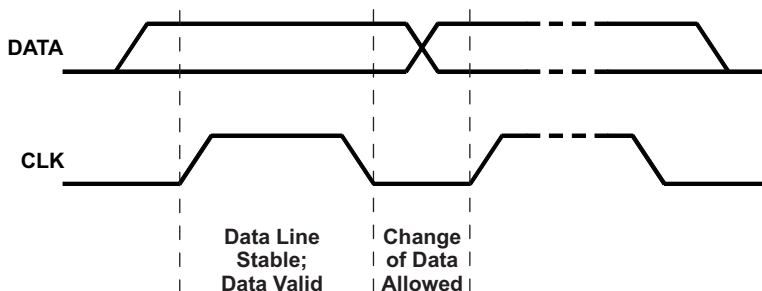 DATA
CLK
Data Line
Stable;
Data Valid
Change
of Data
Allowed